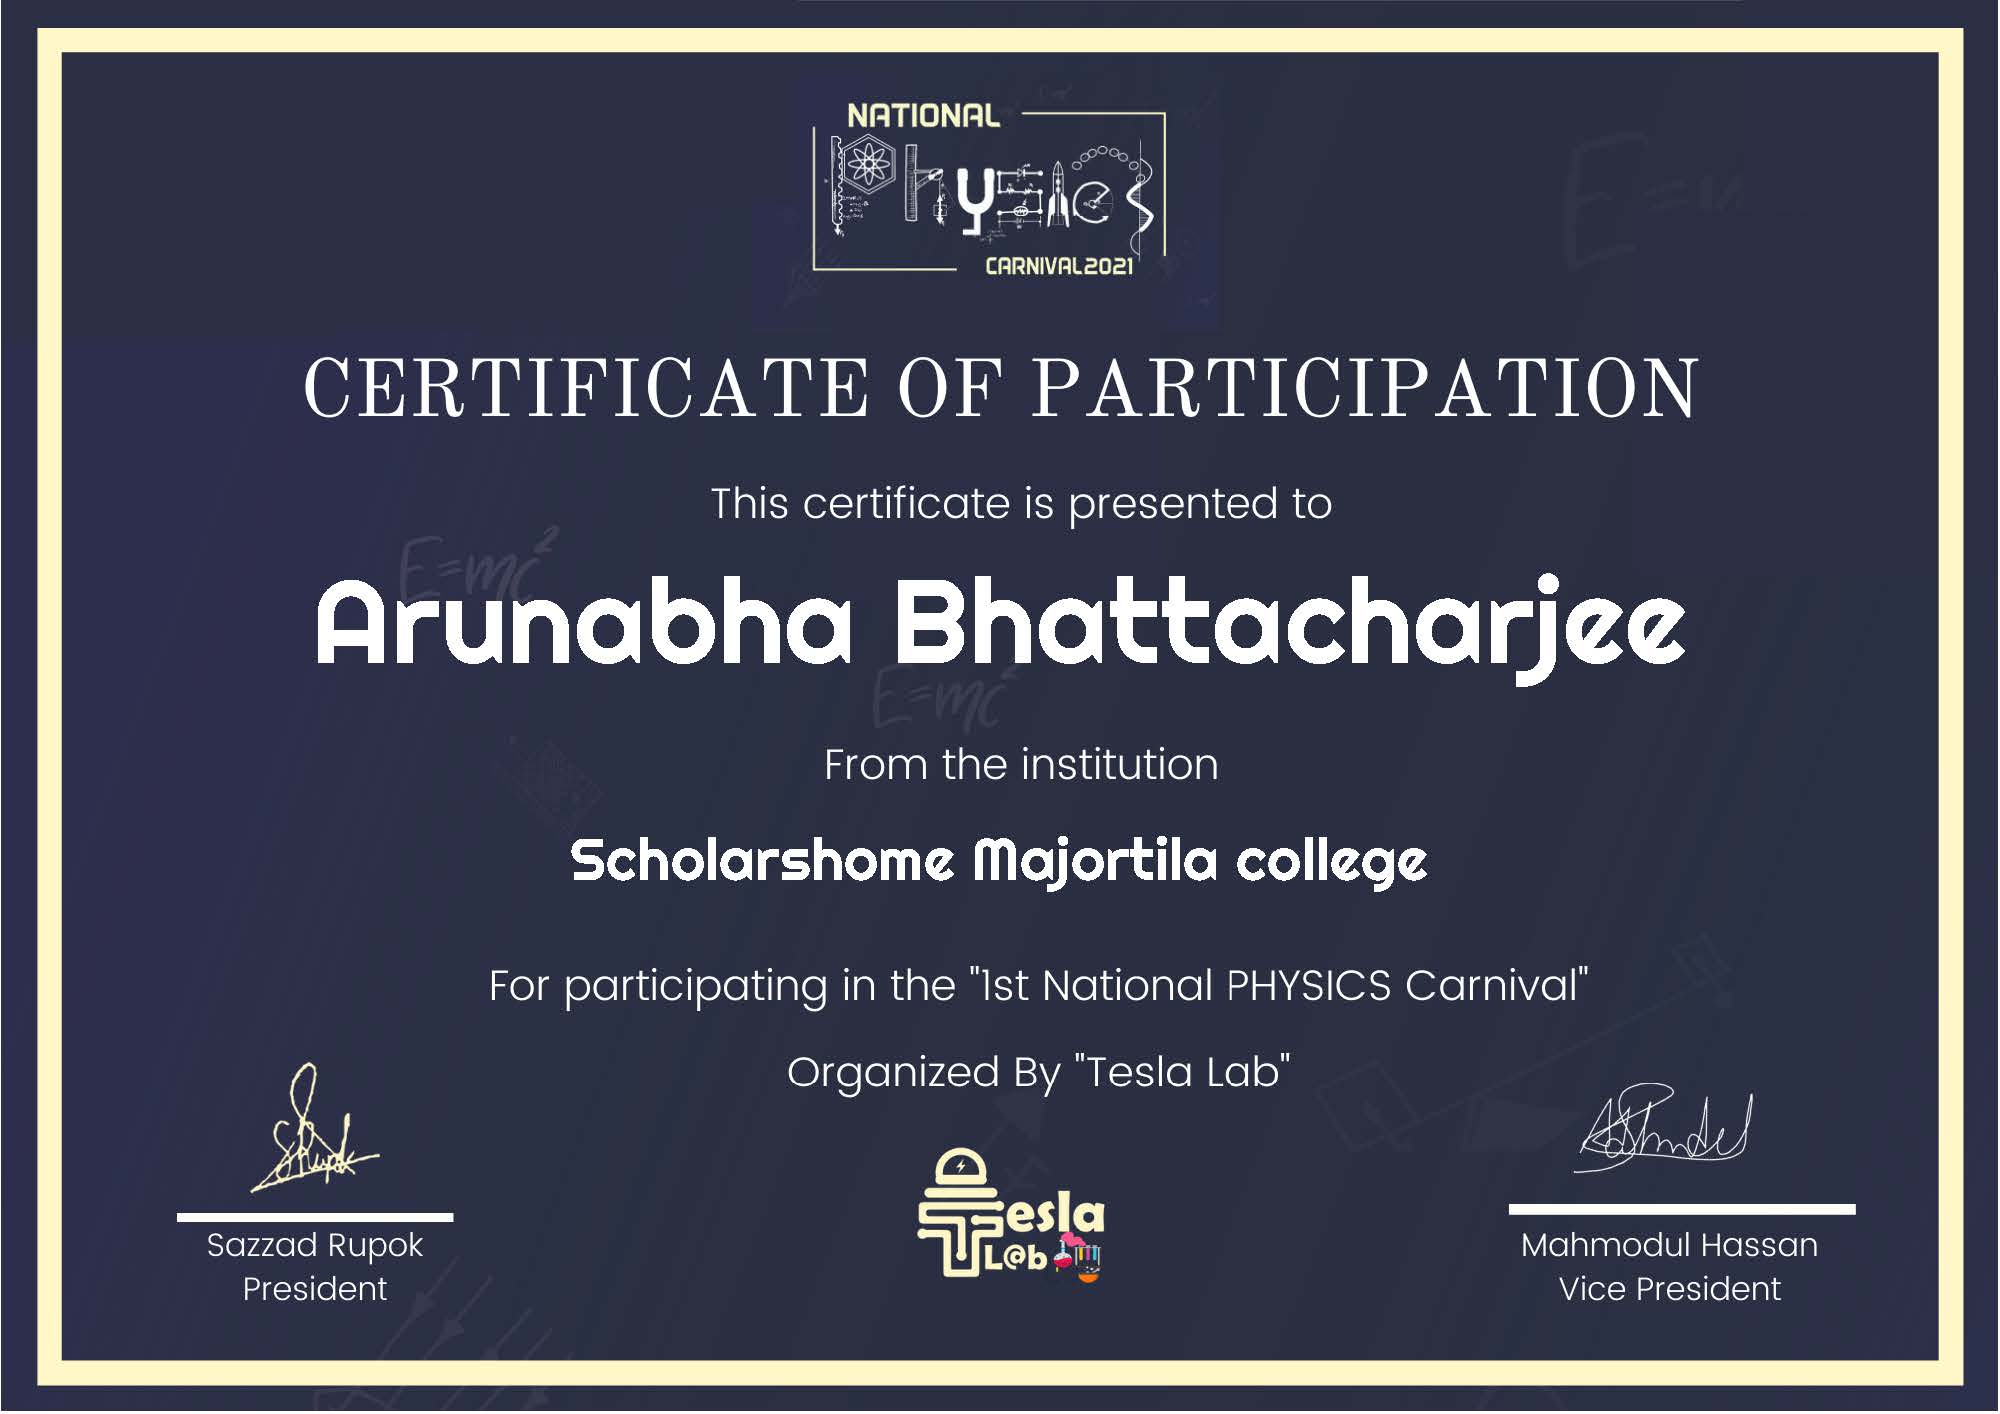 NATIONAL
Physics
CARNIVAL2021
CERTIFICATE OF PARTICIPATION
This certificate is presented to
E=mc²
Arunabha Bhattacharjee
E=mc²
From the institution
Scholarshome Majortila college
For participating in the "1st National PHYSICS Carnival"
Organized By "Tesla Lab"
Tesla
L@b
Sazzad Rupok
President
Mahmodul Hassan
Vice President